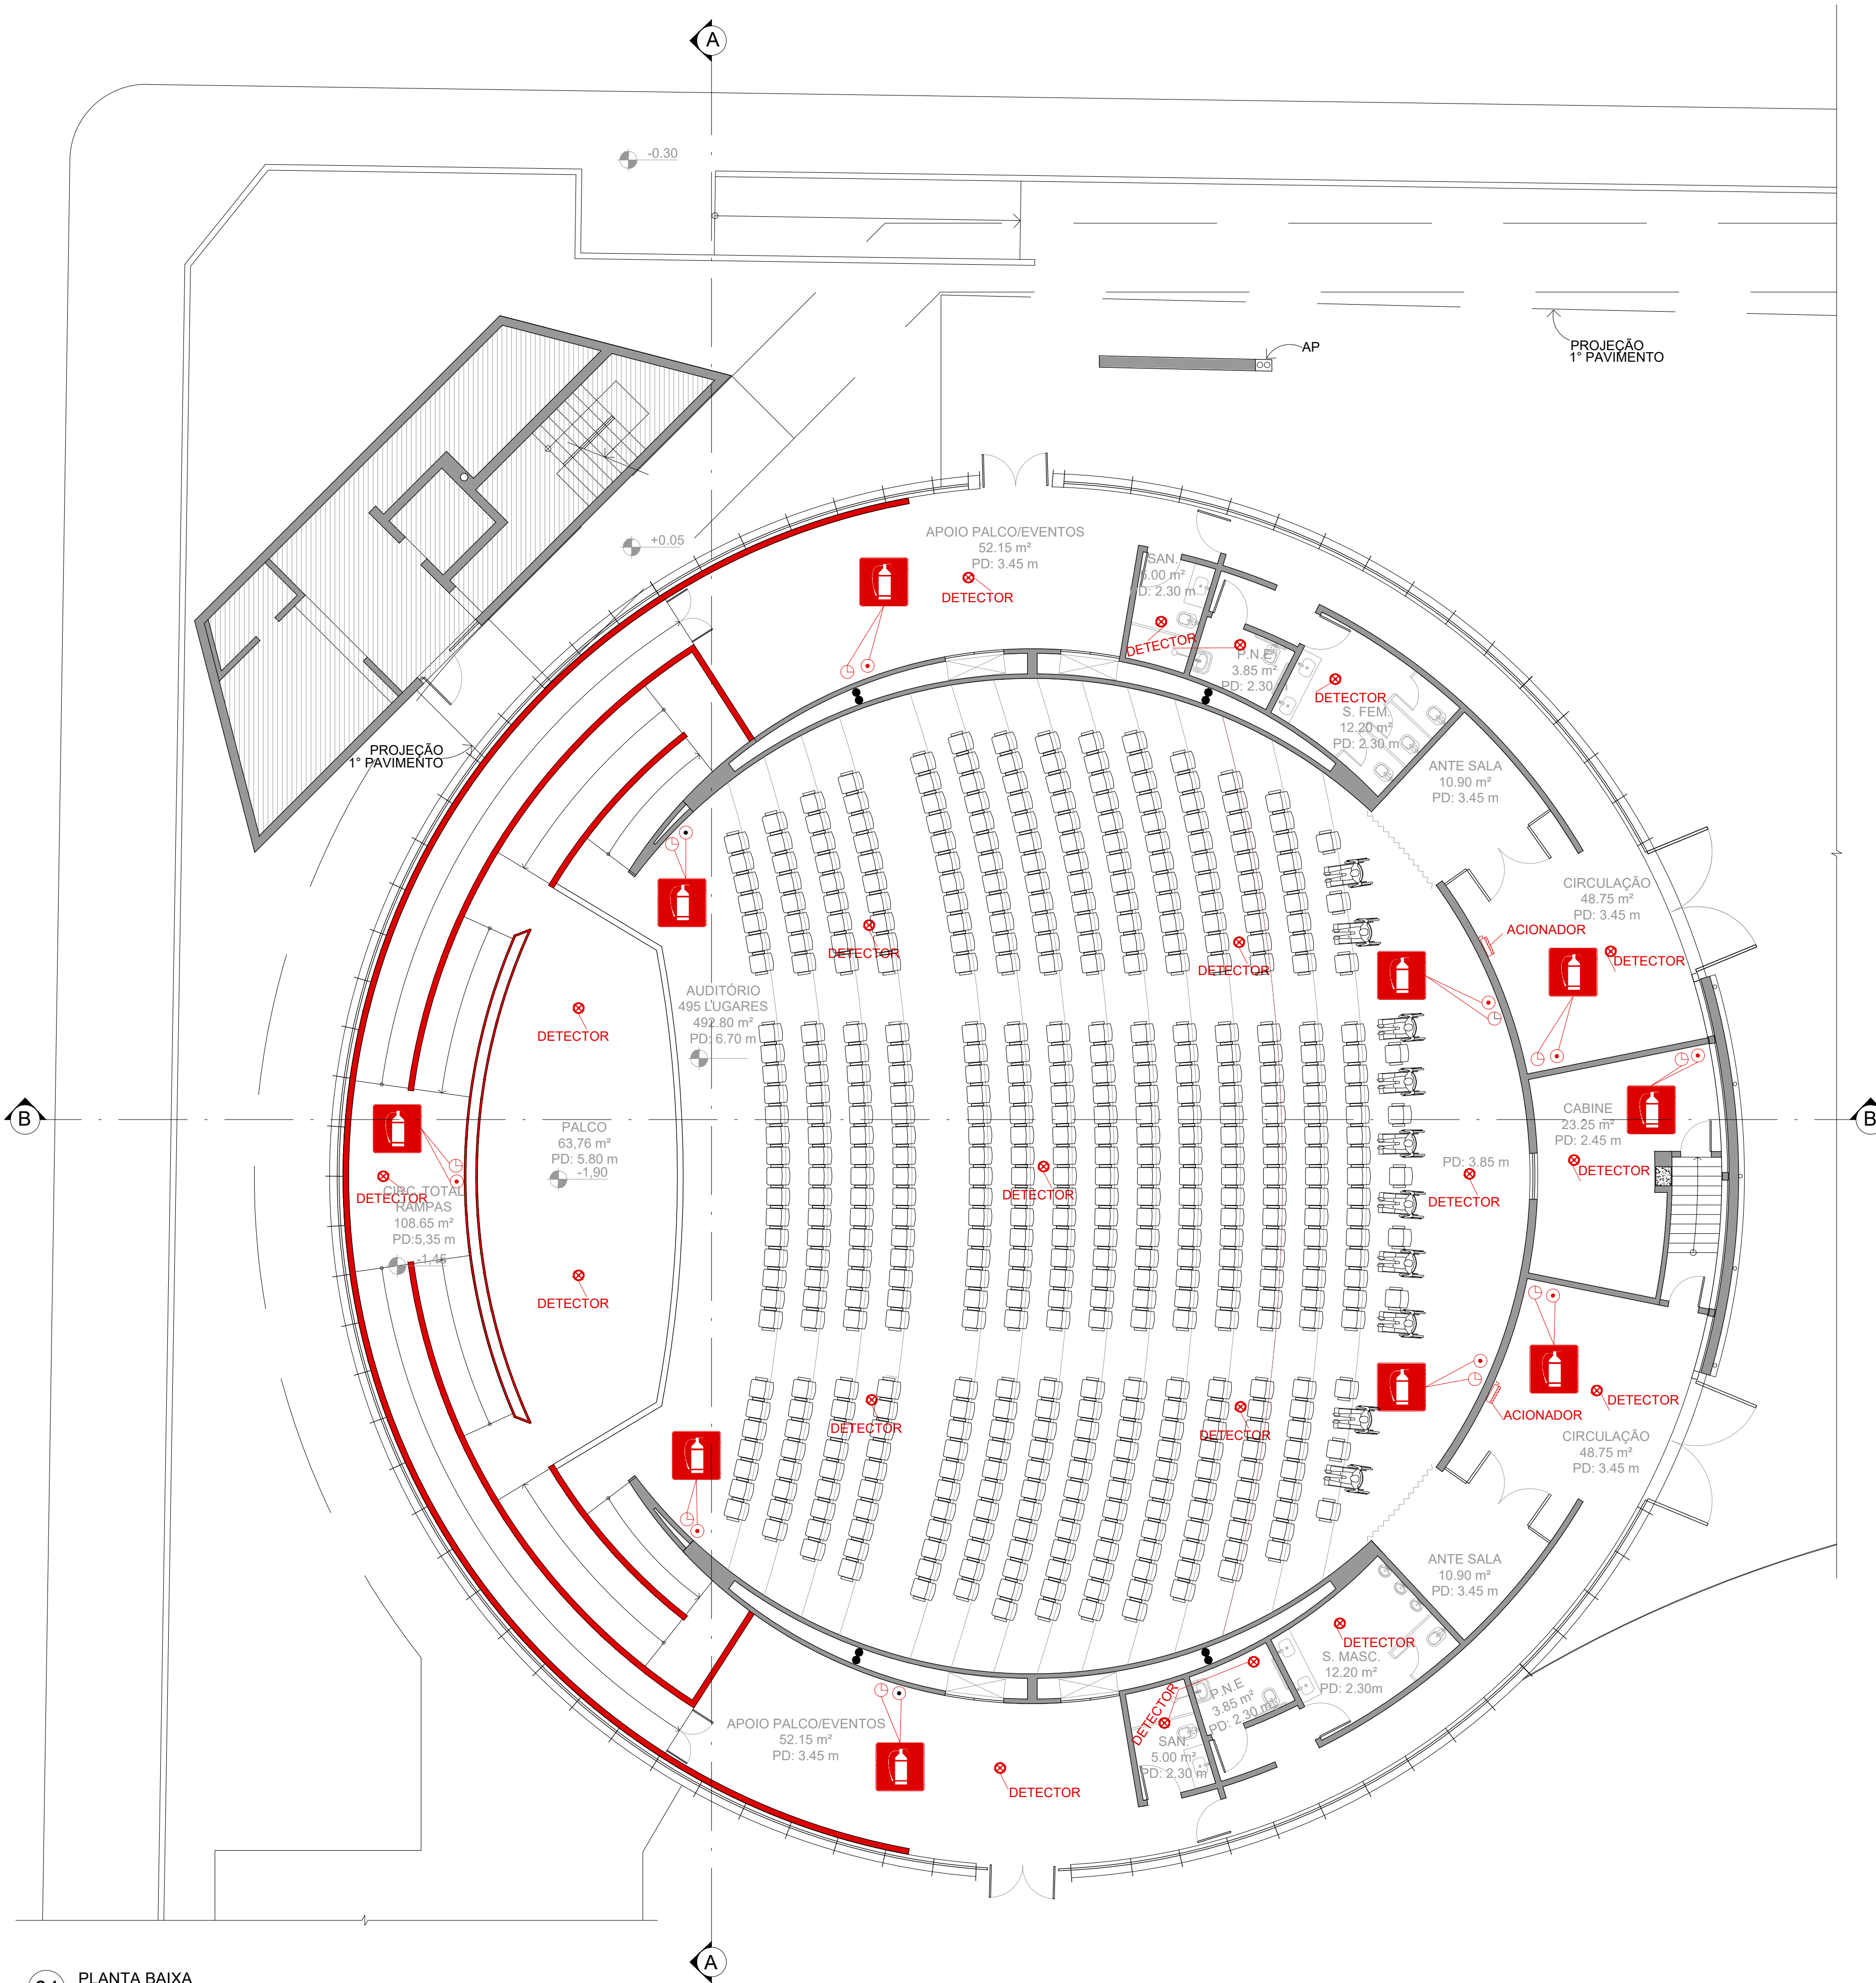 A
-0.30
PROJEÇÃO
1° PAVIMENTO
AP
+0.05
APOIO PALCO/EVENTOS
52.15 m²
PD: 3.45 m
DETECTOR
SAN.
5.00 m²
PD: 2.30 m
DETECTOR
P.N.E
3.85 m²
PD: 2.30 m
DETECTOR
S. FEM.
12.20 m²
PD: 2.30 m
PROJEÇÃO
1° PAVIMENTO
ANTE SALA
10.90 m²
PD: 3.45 m
CIRCULAÇÃO
48.75 m²
PD: 3.45 m
ACIONADOR
DETECTOR
DETECTOR
DETECTOR
AUDITÓRIO
495 LUGARES
492.80 m²
PD: 6.70 m
DETECTOR
B
B
PALCO
63,76 m²
PD: 5.80 m
-1,90
CABINE
23.25 m²
PD: 2.45 m
DETECTOR
PD: 3.85 m
DETECTOR
DETECTOR
DETECTOR
CIRC. TOTAL
RAMPAS
108.65 m²
PD:5,35 m
-1,45
DETECTOR
DETECTOR
DETECTOR
DETECTOR
ACIONADOR
CIRCULAÇÃO
48.75 m²
PD: 3.45 m
ANTE SALA
10.90 m²
PD: 3.45 m
DETECTOR
S. MASC.
12.20 m²
PD: 2.30m
P.N.E
3.85 m²
PD: 2.30 m
DETECTOR
SAN.
5.00 m²
PD: 2.30 m
APOIO PALCO/EVENTOS
52.15 m²
PD: 3.45 m
DETECTOR
A
PLANTA BAIXA